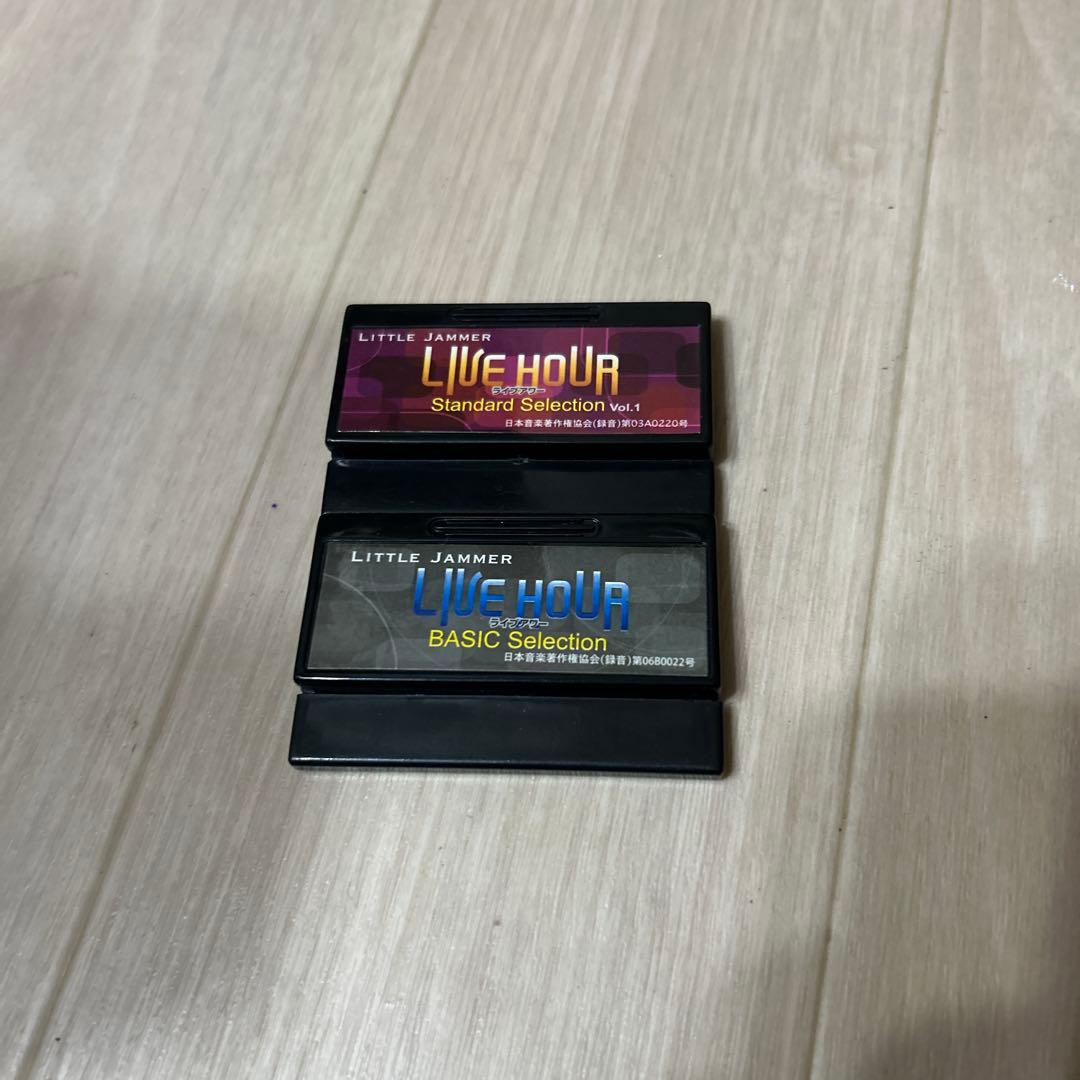 LITTLE JAMMER
LIVE HOUR
ライブアワー
Standard Selection Vol.1
日本音楽著作権協会(録音)第03A0220号
LITTLE JAMMER
LIVE HOUR
ライブアワー
BASIC Selection
日本音楽著作権協会(録音)第06B0022号